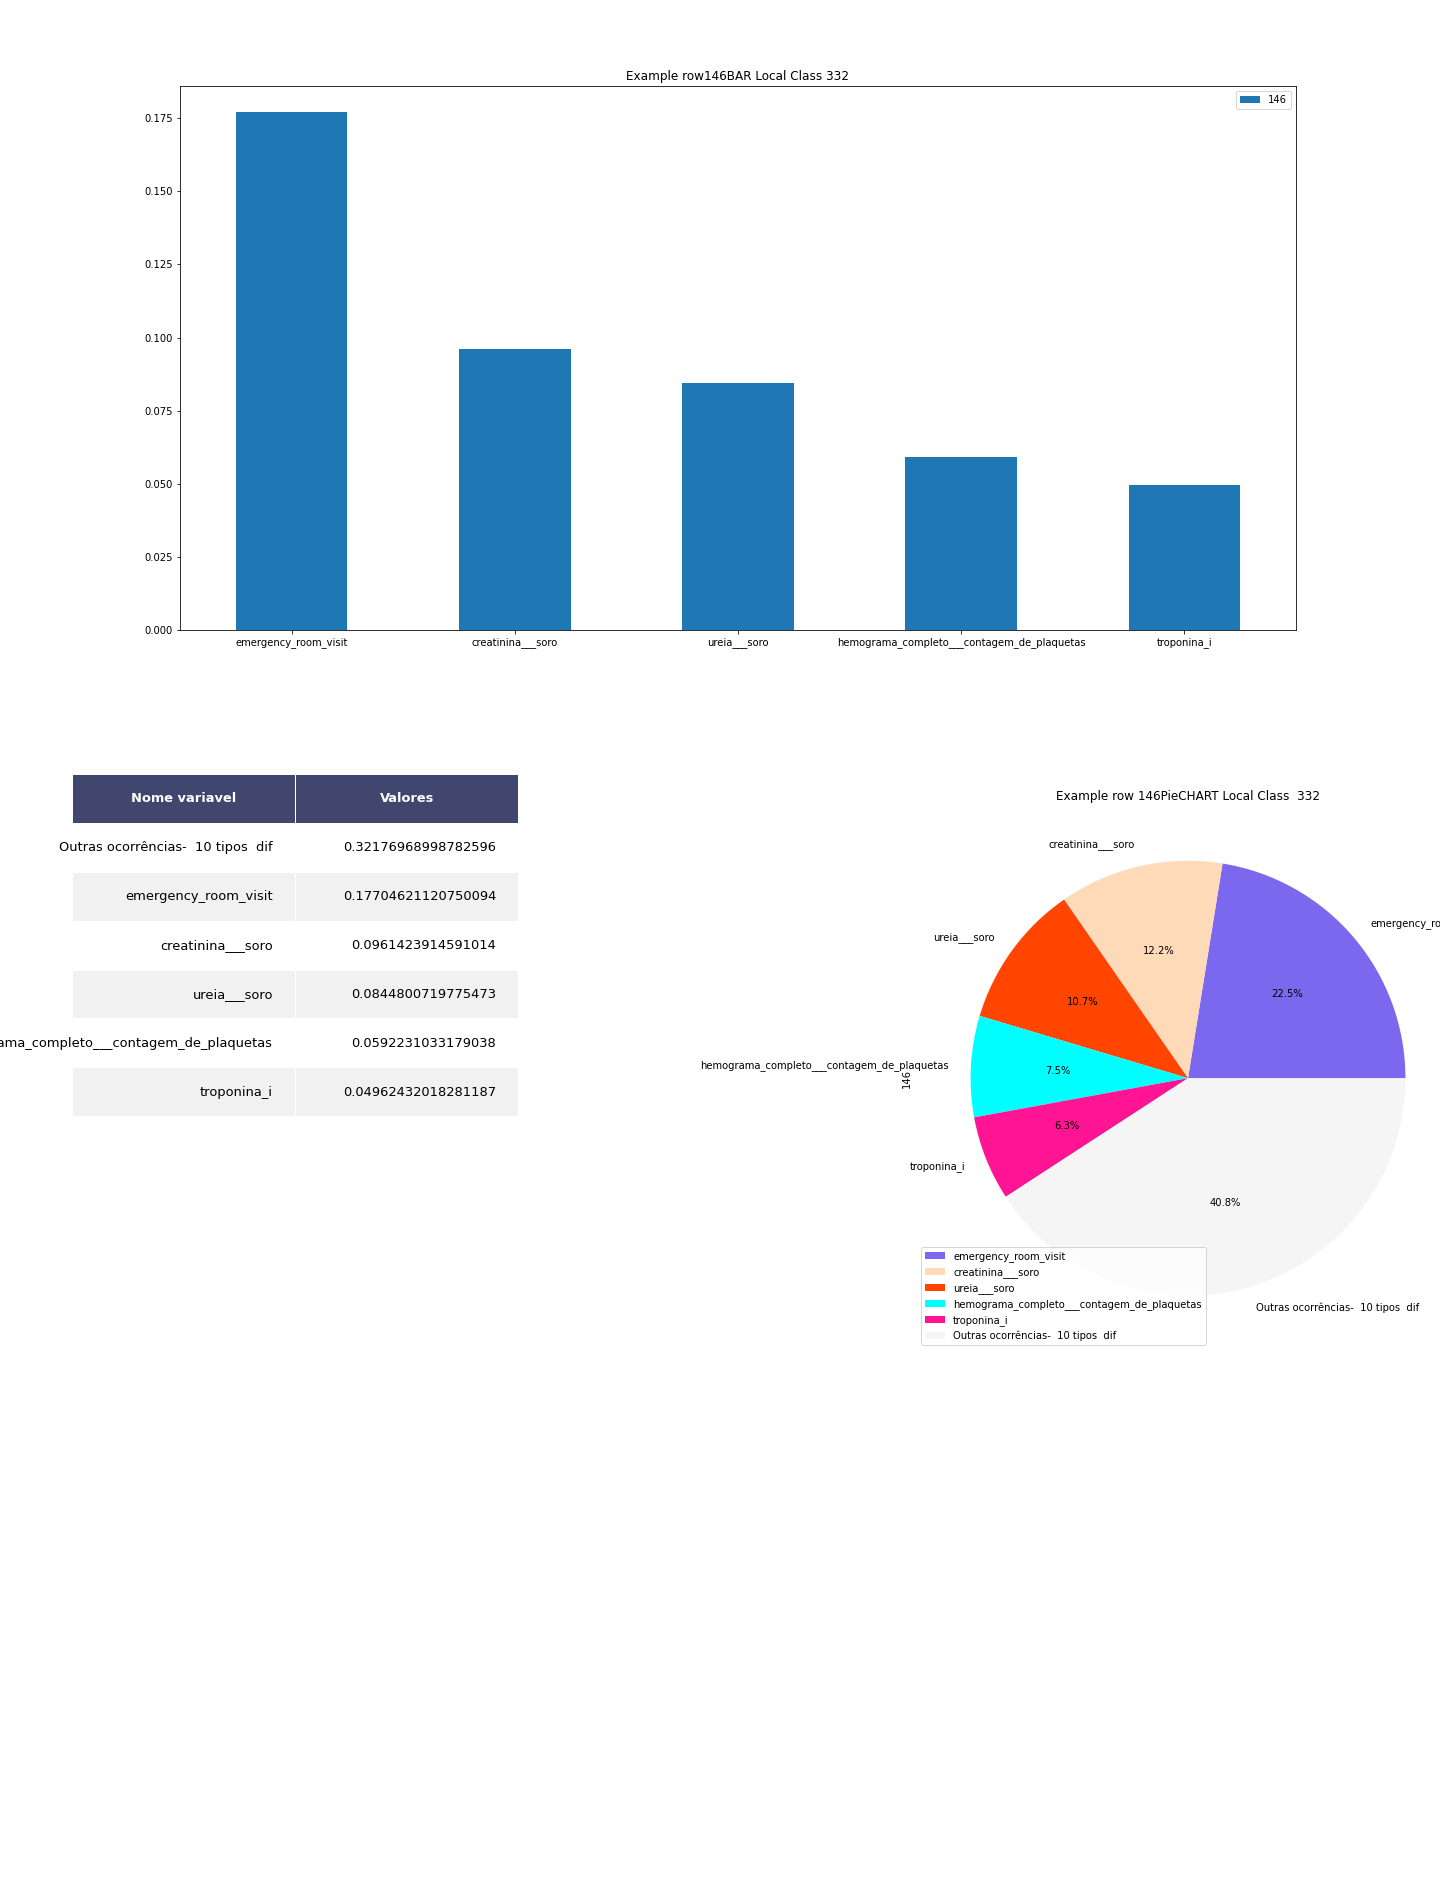 Example row146BAR Local Class 332
146
0.175
0.150
0.125
0.100
0.075
0.050
0.025
0.000
emergency_room_visit
creatinina___soro
ureia___soro
hemograma_completo___contagem_de_plaquetas
troponina_i
Nome variavel Valores
Outras ocorrências-  10 tipos  dif 0.32176968998782596
emergency_room_visit 0.17704621120750094
creatinina___soro 0.0961423914591014
ureia___soro 0.0844800719775473
ama_completo___contagem_de_plaquetas 0.0592231033179038
troponina_i 0.04962432018281187
Example row 146PieCHART Local Class  332
creatinina___soro
emergency_ro
ureia___soro
12.2%
22.5%
10.7%
hemograma_completo___contagem_de_plaquetas
7.5%
146
6.3%
troponina_i
40.8%
emergency_room_visit
creatinina___soro
ureia___soro
hemograma_completo___contagem_de_plaquetas
troponina_i
Outras ocorrências-  10 tipos  dif
Outras ocorrências-  10 tipos  dif